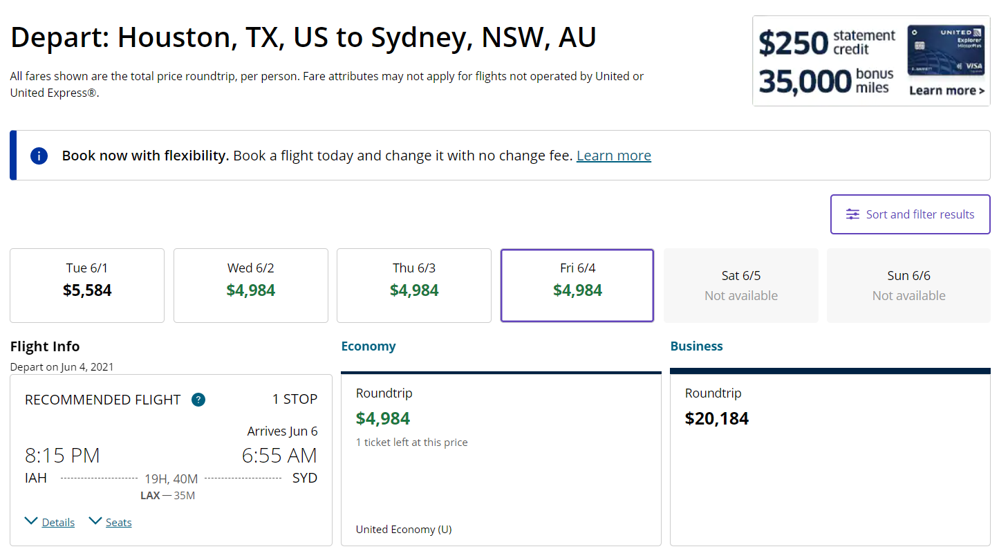 Depart: Houston, TX, US to Sydney, NSW, AU
All fares shown are the total price roundtrip, per person. Fare attributes may not apply for flights not operated by United or
United Express®.
$250 statement credit
35,000 bonus miles
UNITED
Explorer
MileagePlus
VISA
Learn more >
Book now with flexibility. Book a flight today and change it with no change fee. Learn more
Sort and filter results
Tue 6/1
$5,584
Wed 6/2
$4,984
Thu 6/3
$4,984
Fri 6/4
$4,984
Sat 6/5
Not available
Sun 6/6
Not available
Flight Info
Depart on Jun 4, 2021
Economy
Business
RECOMMENDED FLIGHT ? 1 STOP
Arrives Jun 6
8:15 PM 6:55 AM
IAH 19H, 40M SYD
LAX — 35M
Details Seats
Roundtrip
$4,984
1 ticket left at this price
United Economy (U)
Roundtrip
$20,184